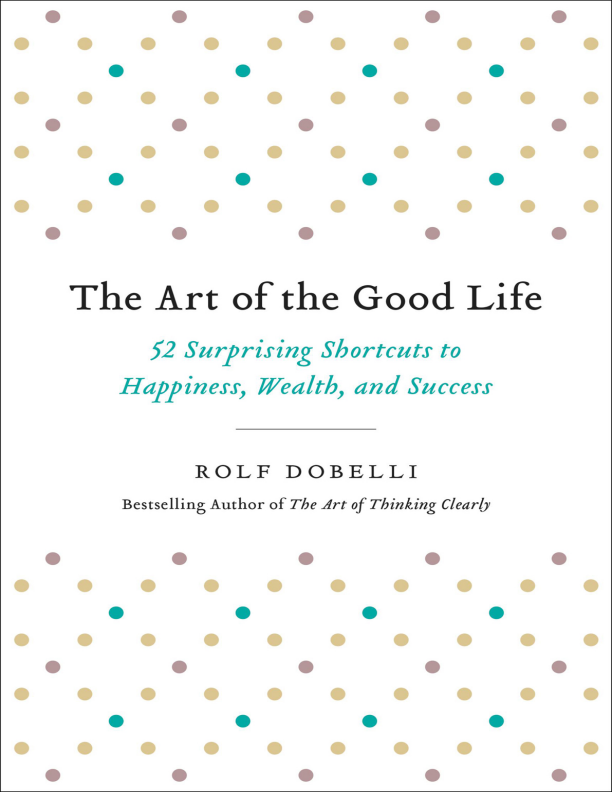 The Art of the Good Life
52 Surprising Shortcuts to
Happiness, Wealth, and Success
ROLF DOBELLI
Bestselling Author of The Art of Thinking Clearly